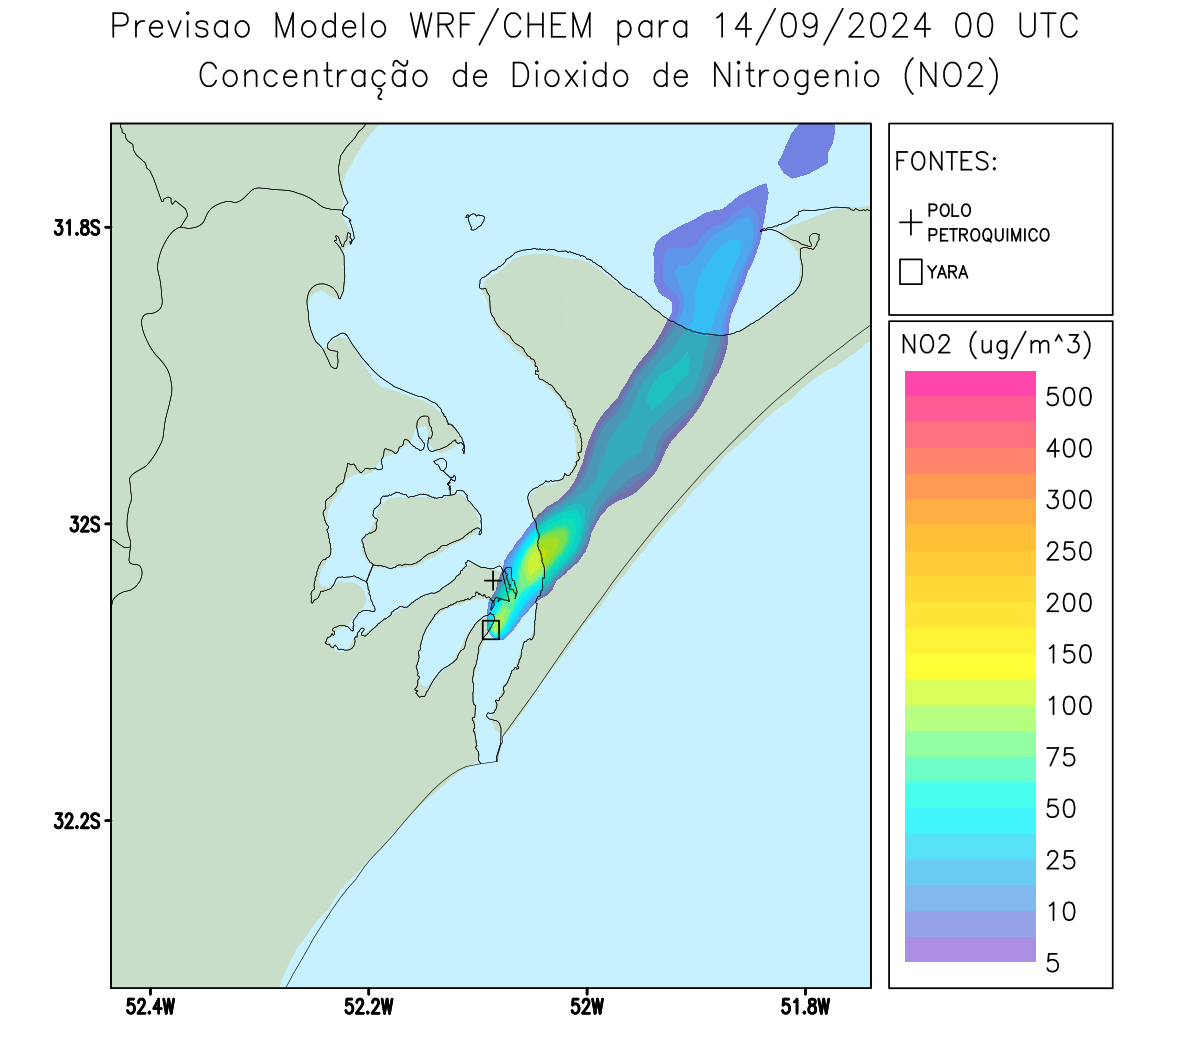 Previsao Modelo WRF/CHEM para 14/09/2024 00 UTC
Concentração de Dioxido de Nitrogenio (NO2)
FONTES:
POLO
PETROQUIMICO
YARA
NO2 (ug/m^3)
500
400
300
250
200
150
100
75
50
25
10
5
31.8S
32S
32.2S
52.4W
52.2W
52W
51.8W